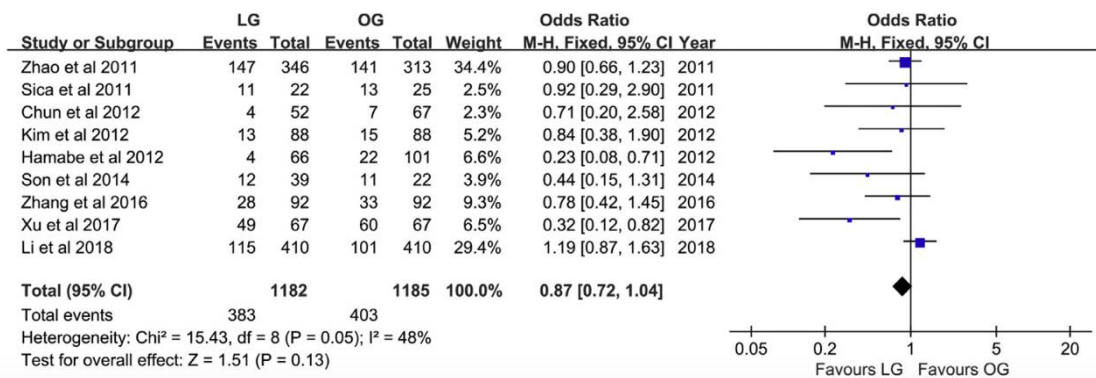 LG OG Odds Ratio Odds Ratio
Study or Subgroup Events Total Events Total Weight M-H, Fixed, 95% CI Year M-H, Fixed, 95% CI
Zhao et al 2011 147 346 141 313 34.4% 0.90 [0.66, 1.23] 2011
Sica et al 2011 11 22 13 25 2.5% 0.92 [0.29, 2.90] 2011
Chun et al 2012 4 52 7 67 2.3% 0.71 [0.20, 2.58] 2012
Kim et al 2012 13 88 15 88 5.2% 0.84 [0.38, 1.90] 2012
Hamabe et al 2012 4 66 22 101 6.6% 0.23 [0.08, 0.71] 2012
Son et al 2014 12 39 11 22 3.9% 0.44 [0.15, 1.31] 2014
Zhang et al 2016 28 92 33 92 9.3% 0.78 [0.42, 1.45] 2016
Xu et al 2017 49 67 60 67 6.5% 0.32 [0.12, 0.82] 2017
Li et al 2018 115 410 101 410 29.4% 1.19 [0.87, 1.63] 2018
Total (95% CI) 1182 1185 100.0% 0.87 [0.72, 1.04]
Total events 383 403
Heterogeneity: Chi² = 15.43, df = 8 (P = 0.05); I² = 48%
Test for overall effect: Z = 1.51 (P = 0.13)
0.05 0.2 1 5 20
Favours LG Favours OG